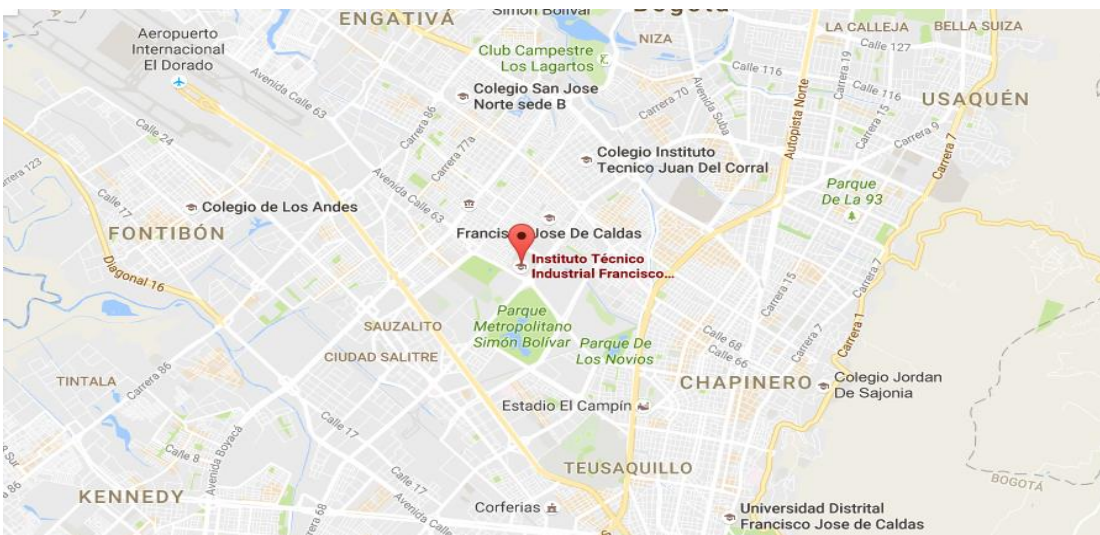 ENGATIVÁ
Simón Bolívar
Bogotá
Aeropuerto
Internacional
El Dorado
NIZA
LA CALLEJA
BELLA SUIZA
Calle 127
Club Campestre
Los Lagartos
Calle 116
Carrera 19
Avenida Calle 63
Colegio San Jose
Norte sede B
Carrera 86
Carrera 70
Avenida Suba
Autopista Norte
Calle 116
Carrera 15
USAQUÉN
Carrera 9
Calle 24
Carrera 77a
Carrera 7
Colegio Instituto
Tecnico Juan Del Corral
Calle 17
Avenida Calle 63
Parque
De La 93
Colegio de Los Andes
FONTIBÓN
Jose De Caldas
Instituto Técnico
Industrial Francisco...
Diagonal 16
Carrera 15
Carrera 7
Parque
Metropolitano
Simón Bolívar
SAUZALITO
Parque De
Los Novios
Calle 68
Calle 66
Carrera 7
Carrera 1
CIUDAD SALITRE
TINTALA
Carrera 86
CHAPINERO
Colegio Jordan
De Sajonia
Estadio El Campín
Calle 17
Calle 8
Avenida Boyacá
TEUSAQUILLO
Calle 17
BOGOTÁ
KENNEDY
Avenida Calle
Corferias
Universidad Distrital
Francisco Jose de Caldas